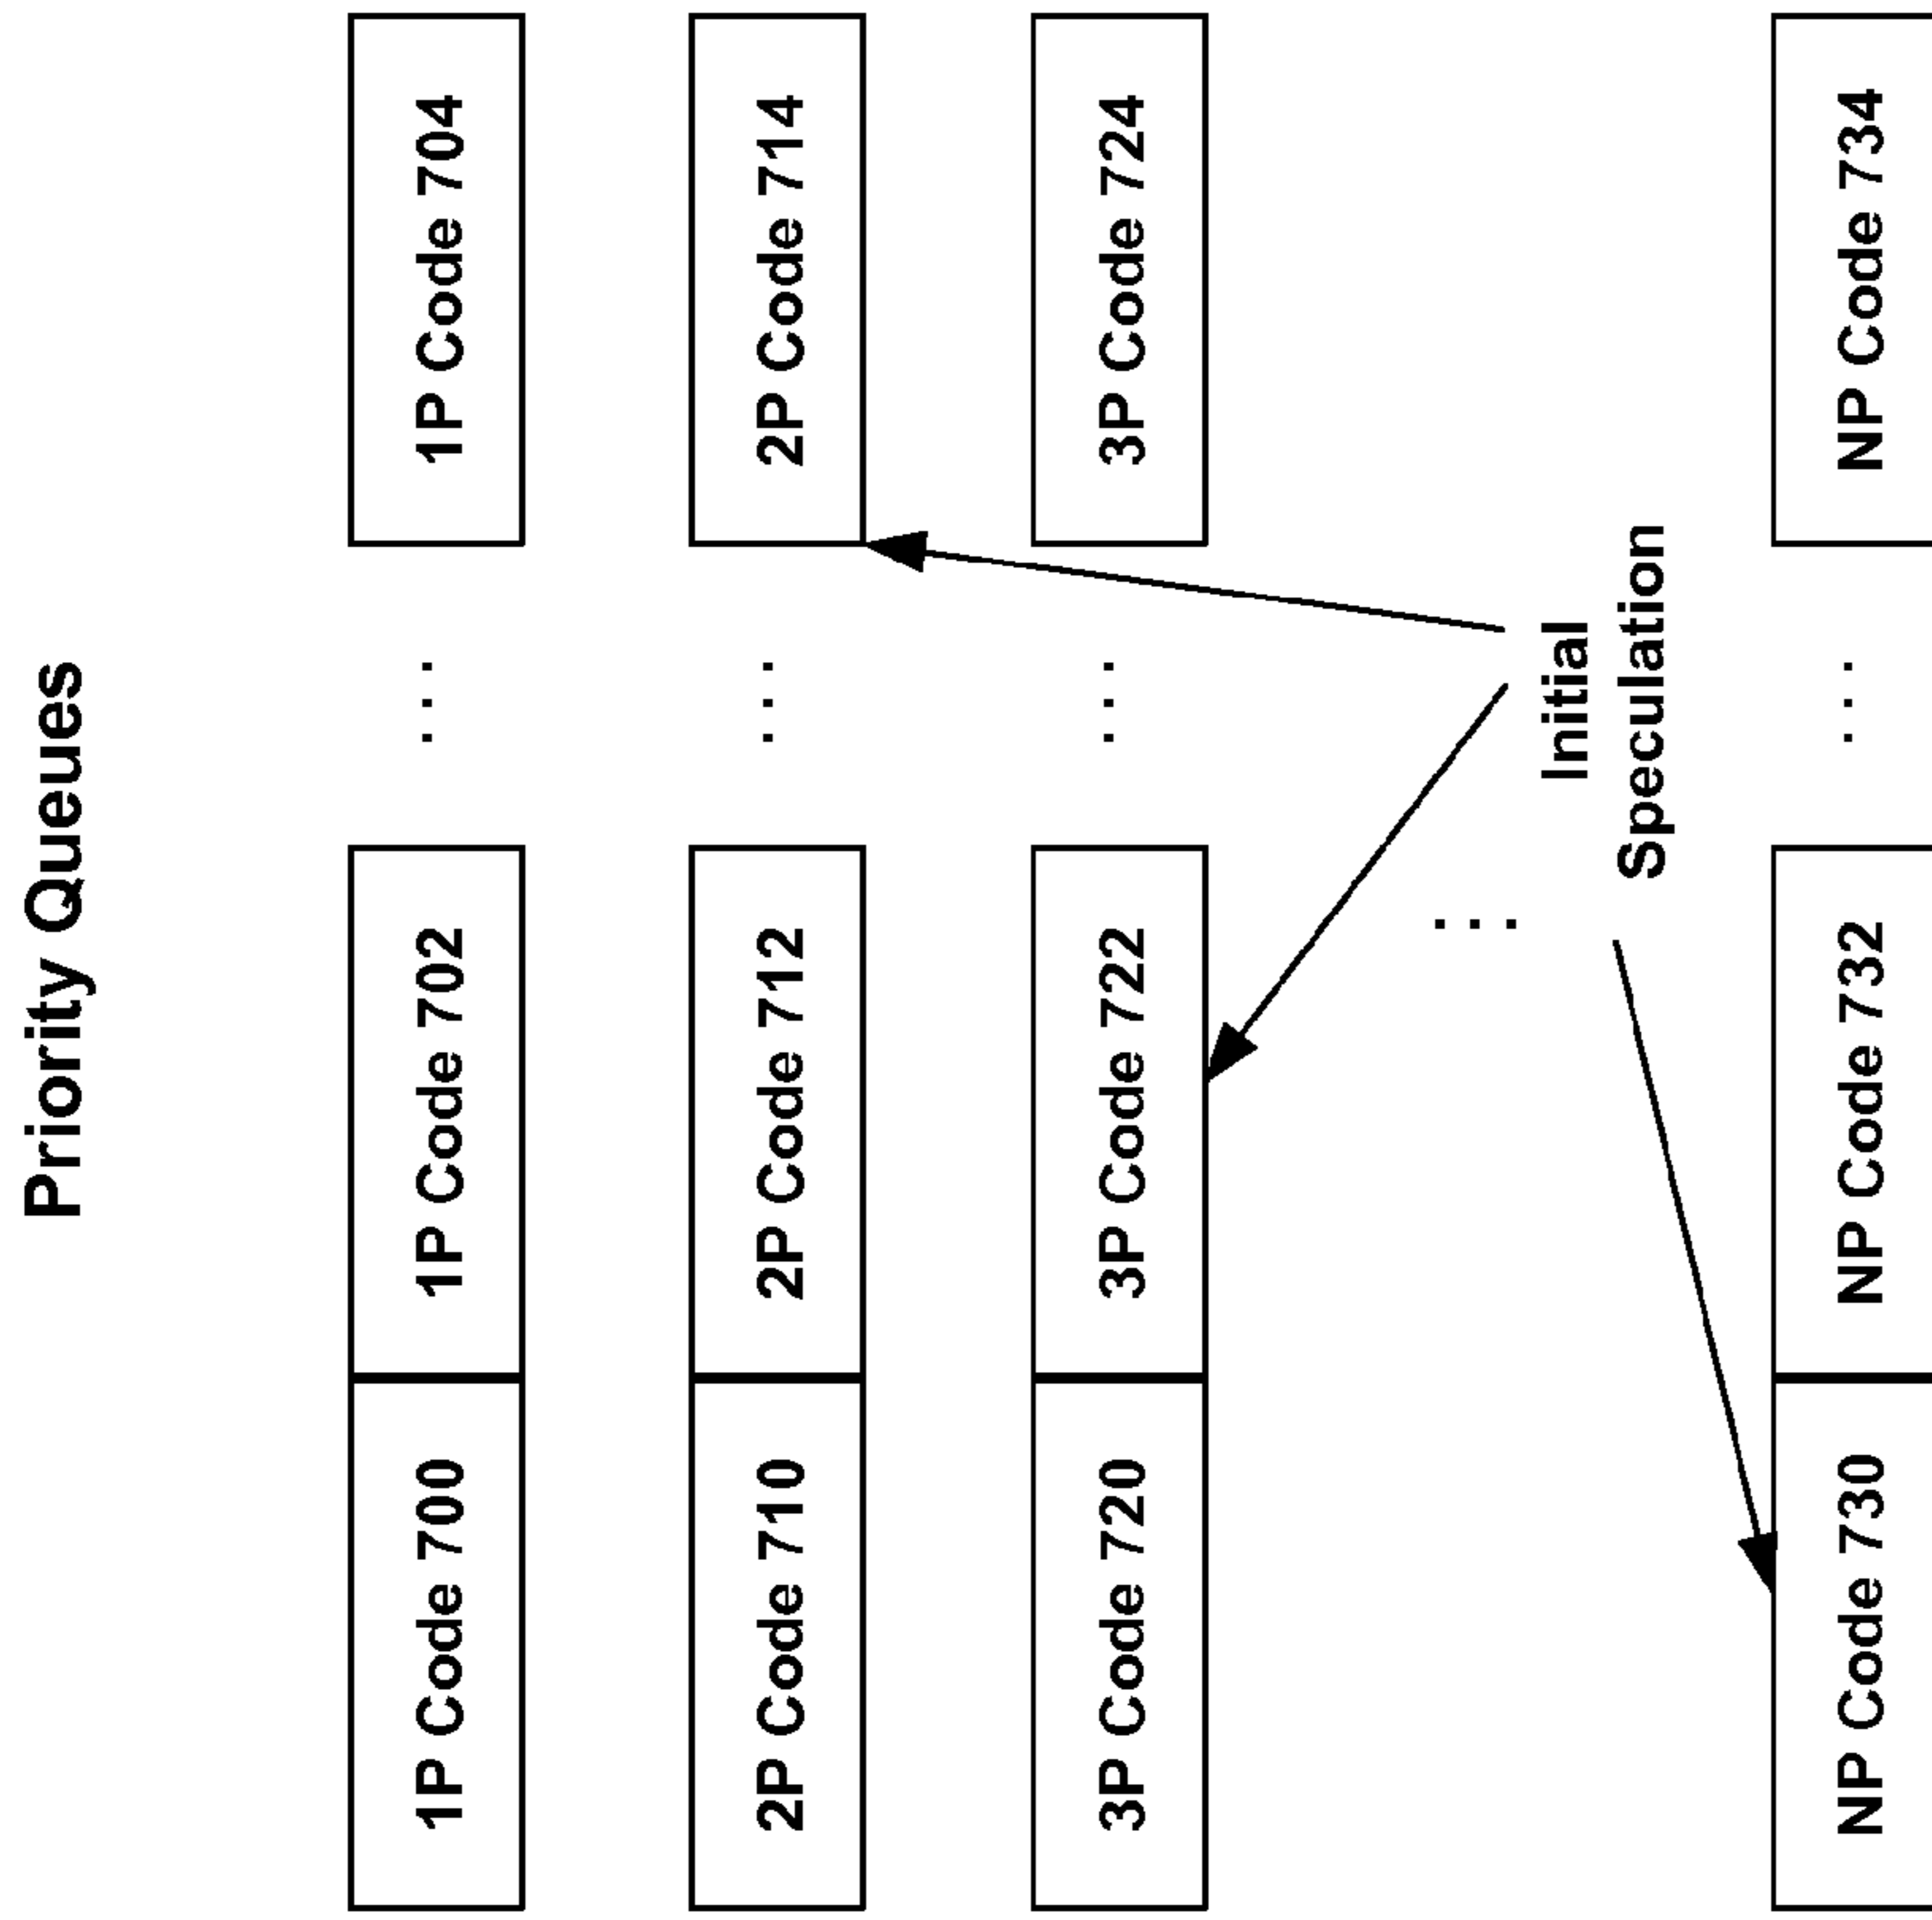 Priority Queues
1P Code 700
1P Code 702
. . .
1P Code 704
2P Code 710
2P Code 712
. . .
2P Code 714
3P Code 720
3P Code 722
. . .
3P Code 724
. . .
Initial
Speculation
NP Code 730
NP Code 732
. . .
NP Code 734